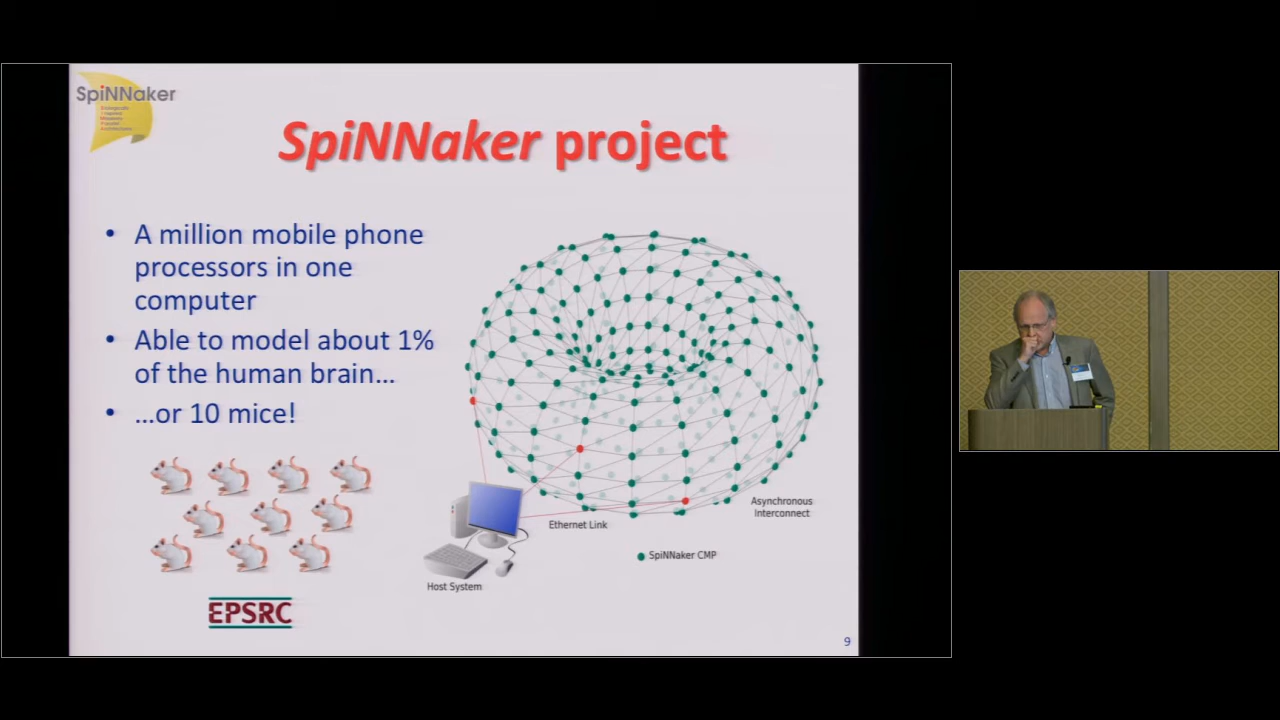 SpiNNaker
SpiNNaker project
• A million mobile phone
processors in one
computer
• Able to model about 1%
of the human brain…
• …or 10 mice!
Asynchronous
Interconnect
Ethernet Link
SpiNNaker CMP
Host System
EPSRC
9